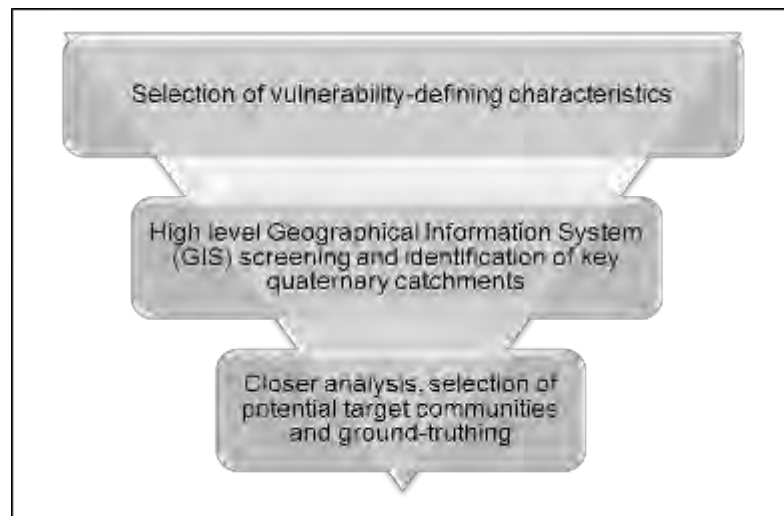 Selection of vulnerability-defining characteristics
High level Geographical Information System
(GIS) screening and identification of key
quaternary catchments
Closer analysis, selection of
potential target communities
and ground-truthing